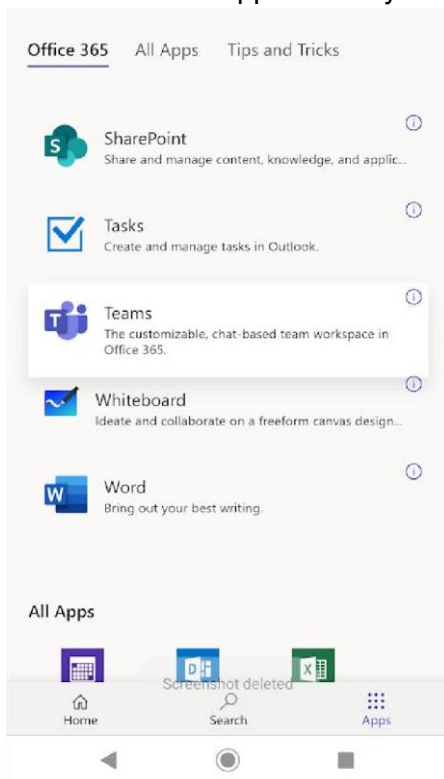 Office 365 All Apps Tips and Tricks
S
SharePoint
Share and manage content, knowledge, and applic...
Tasks
Create and manage tasks in Outlook.
T
Teams
The customizable, chat-based team workspace in
Office 365.
Whiteboard
Ideate and collaborate on a freeform canvas design...
W
Word
Bring out your best writing.
All Apps
D
X
Screenshot deleted
Home Search Apps